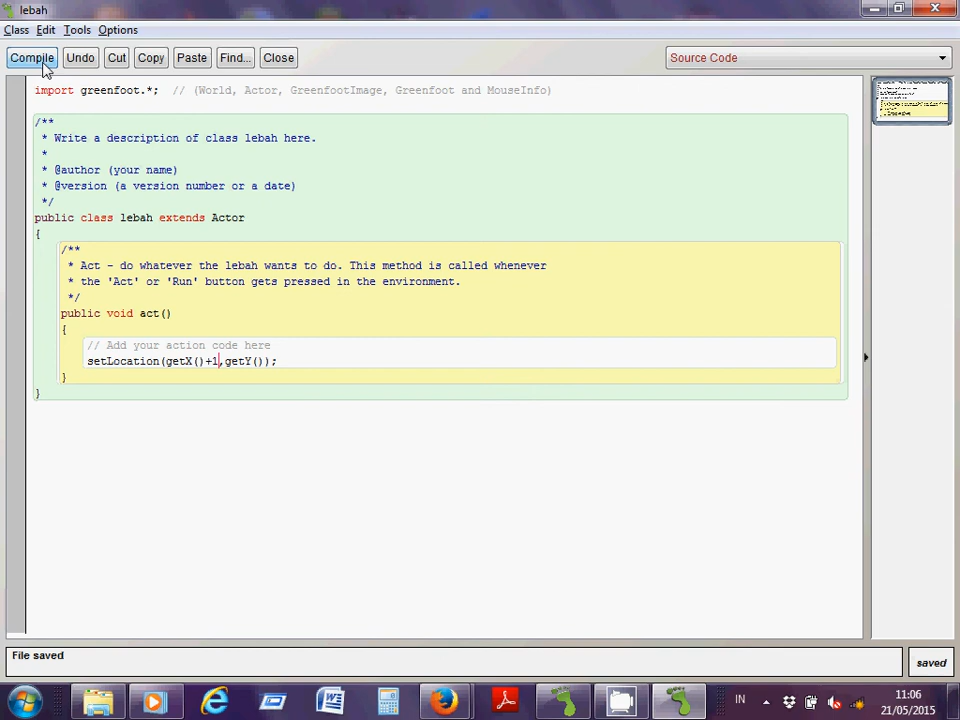 lebah
Class Edit Tools Options
Compile Undo Cut Copy Paste Find... Close Source Code
import greenfoot.*;  // (World, Actor, GreenfootImage, Greenfoot and MouseInfo)
/**
 * Write a description of class lebah here.
 *
 * @author (your name)
 * @version (a version number or a date)
 */
public class lebah extends Actor
{
/**
 * Act - do whatever the lebah wants to do. This method is called whenever
 * the 'Act' or 'Run' button gets pressed in the environment.
 */
public void act()
{
// Add your action code here
setLocation(getX()+1,getY());
}
}
File saved
saved
IN
11:06
21/05/2015